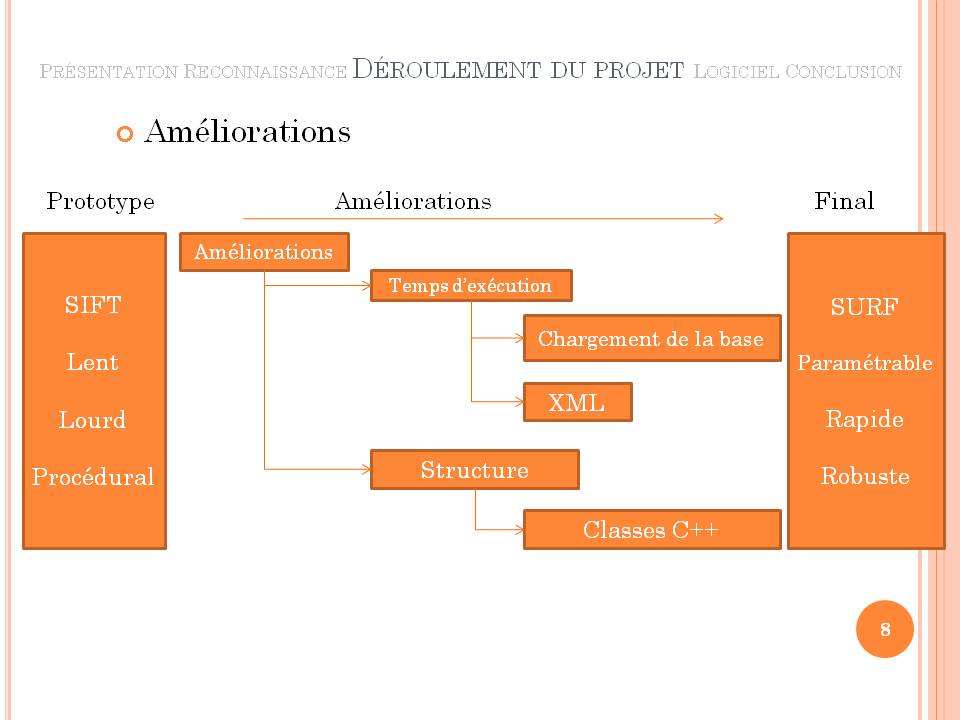 Présentation Reconnaissance Déroulement du projet Logiciel Conclusion
Améliorations
Prototype Améliorations Final
SIFT
Lent
Lourd
Procédural
Améliorations
Temps d'exécution
Chargement de la base
XML
Structure
Classes C++
SURF
Paramétrable
Rapide
Robuste
8